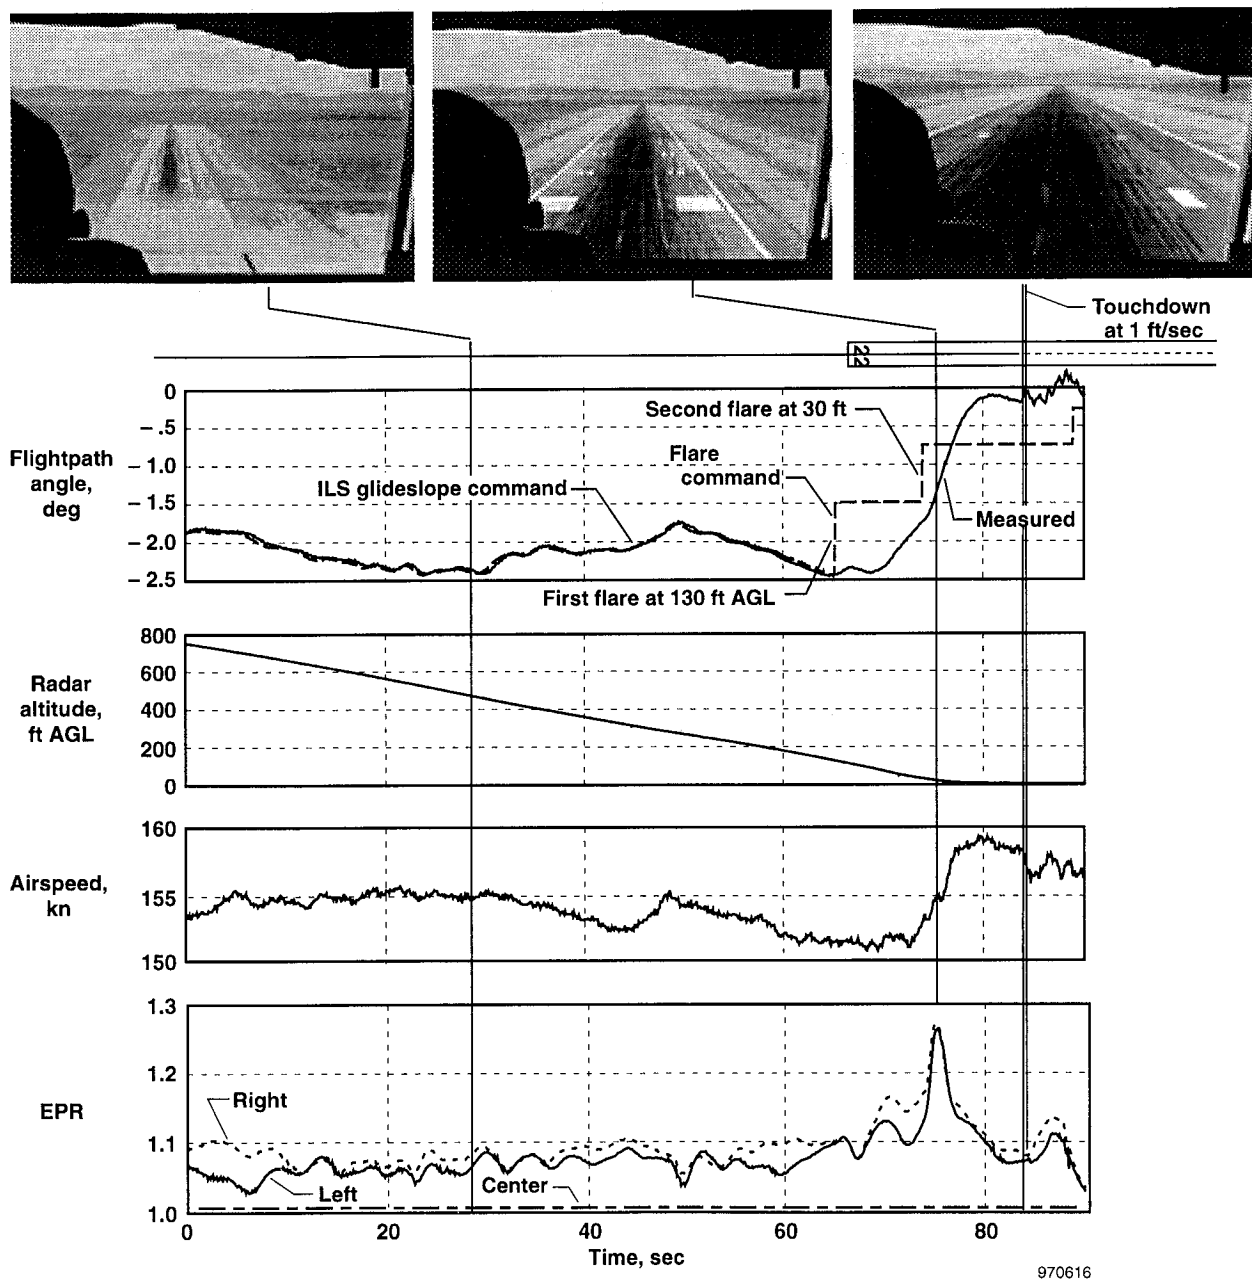 Touchdown
at 1 ft/sec
22
Flightpath
angle,
deg
0
– .5
– 1.0
– 1.5
– 2.0
– 2.5
Second flare at 30 ft
Flare
command
ILS glideslope command
Measured
First flare at 130 ft AGL
Radar
altitude,
ft AGL
800
600
400
200
0
Airspeed,
kn
160
155
150
EPR
1.3
1.2
1.1
1.0
Right
Left
Center
0 20 40 60 80
Time, sec
970616